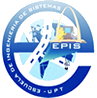 ESCUELA DE INGENIERIA DE SISTEMAS
EPIS
- UPT